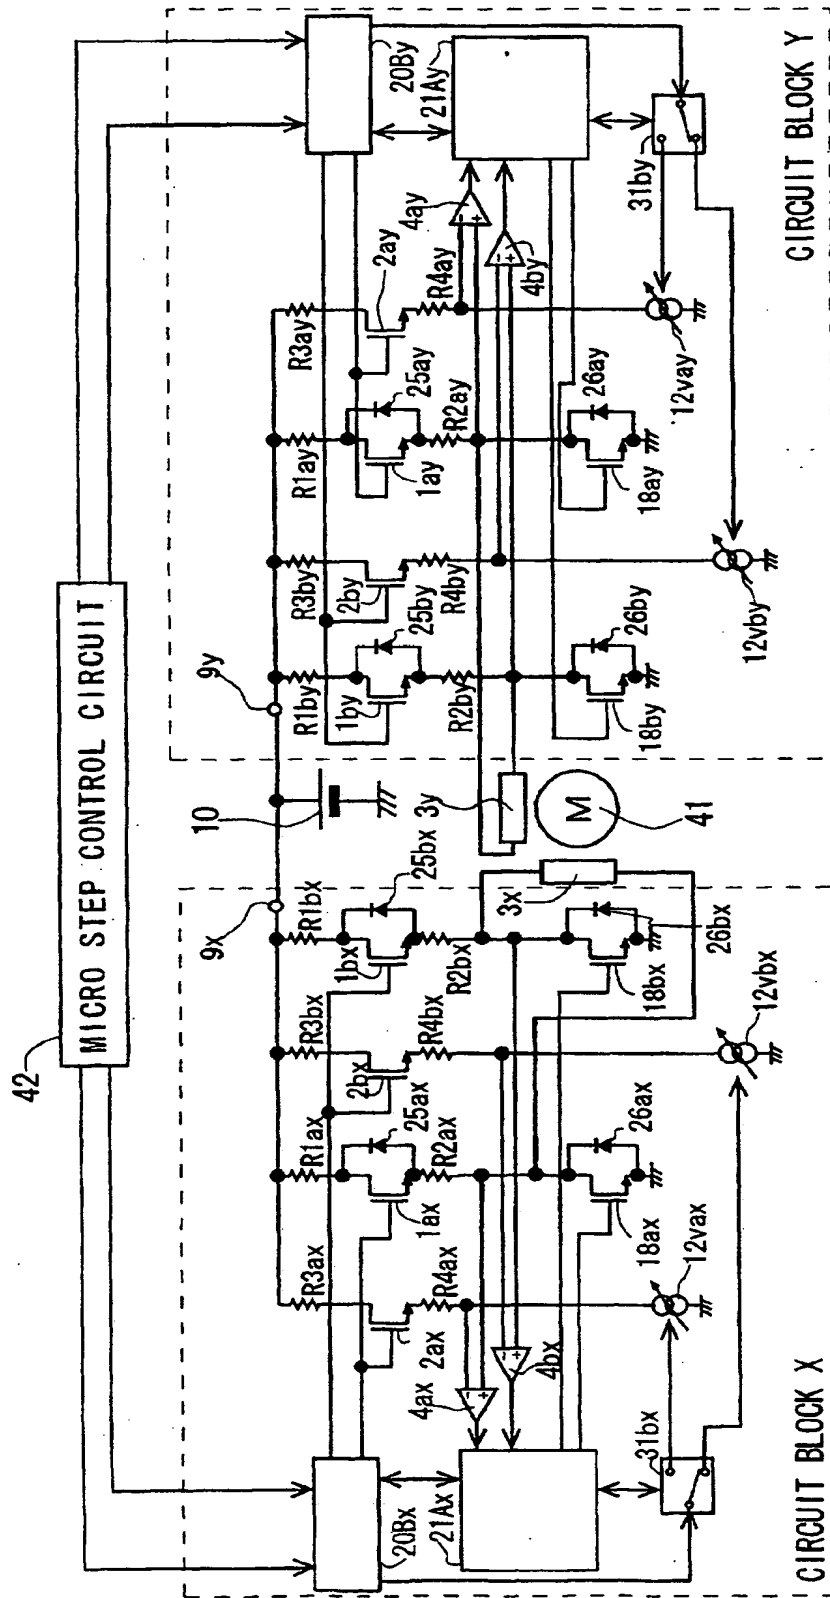 42
MICRO STEP CONTROL CIRCUIT
9x
9y
10
R3ax
R1ax
R3bx
R1bx
R1by
R3by
R1ay
R3ay
20Bx
2ax
1ax
25ax
2bx
1bx
25bx
1by
25by
2by
1ay
25ay
2ay
20By
R4ax
R2ax
R4bx
R2bx
R2by
R4by
R2ay
R4ay
21Ax
4ax
- +
4bx
- +
3x
3y
M
41
4ay
- +
4by
- +
21Ay
18ax
26ax
18bx
26bx
18by
26by
18ay
26ay
31bx
12vax
12vbx
12vby
12vay
31by
CIRCUIT BLOCK X
CIRCUIT BLOCK Y